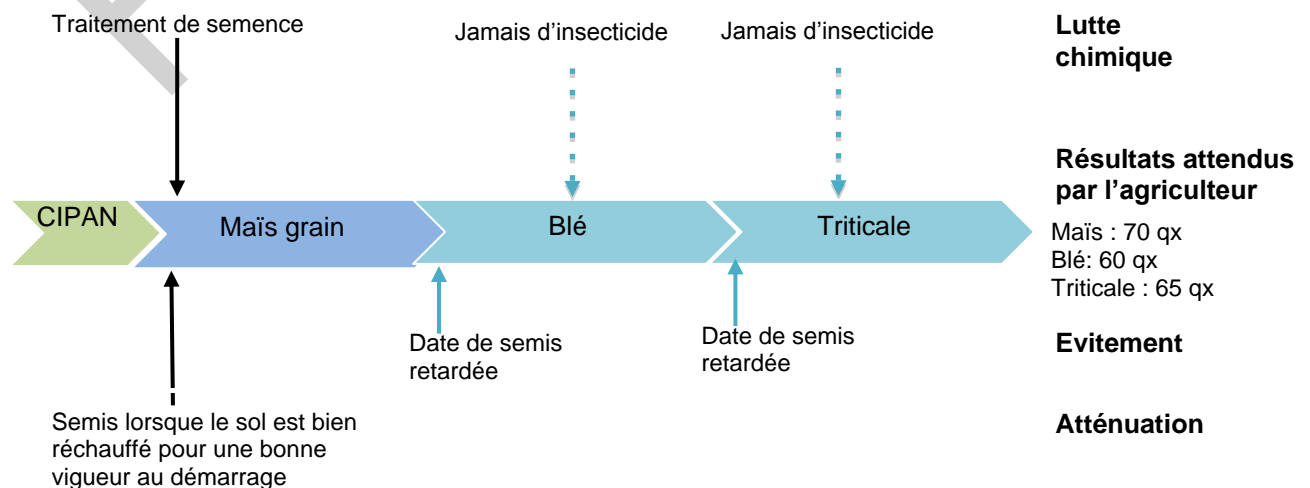 Traitement de semence
Jamais d’insecticide
Jamais d’insecticide
Lutte
chimique
CIPAN
Maïs grain
Blé
Triticale
Résultats attendus
par l’agriculteur
Maïs : 70 qx
Blé: 60 qx
Triticale : 65 qx
Date de semis
retardée
Date de semis
retardée
Evitement
Semis lorsque le sol est bien
réchauffé pour une bonne
vigueur au démarrage
Atténuation